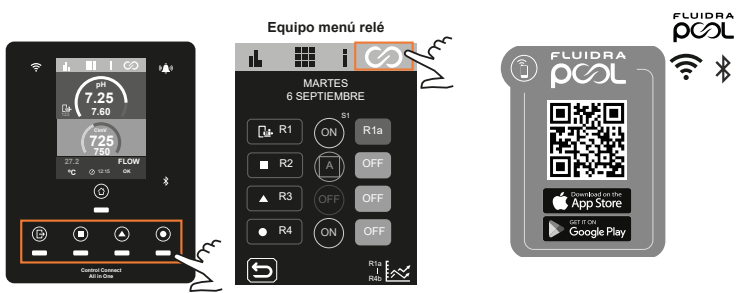 Equipo menú relé
FLUIDRA
POOL
pH
7.25
7.60
725
750
27.2
FLOW
ºC
12:15
OK
Control Connect
All in One
i
MARTES
6 SEPTIEMBRE
S1
R1
ON
R1a
R2
A
OFF
R3
OFF
OFF
R4
ON
OFF
R1a
R4b
FLUIDRA
POOL
Download on the
App Store
GET IT ON
Google Play